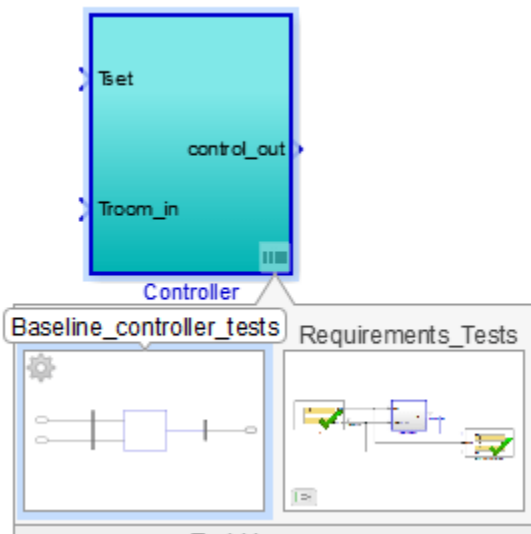 Tset
control_out
Troom_in
Controller
Baseline_controller_tests
Requirements_Tests